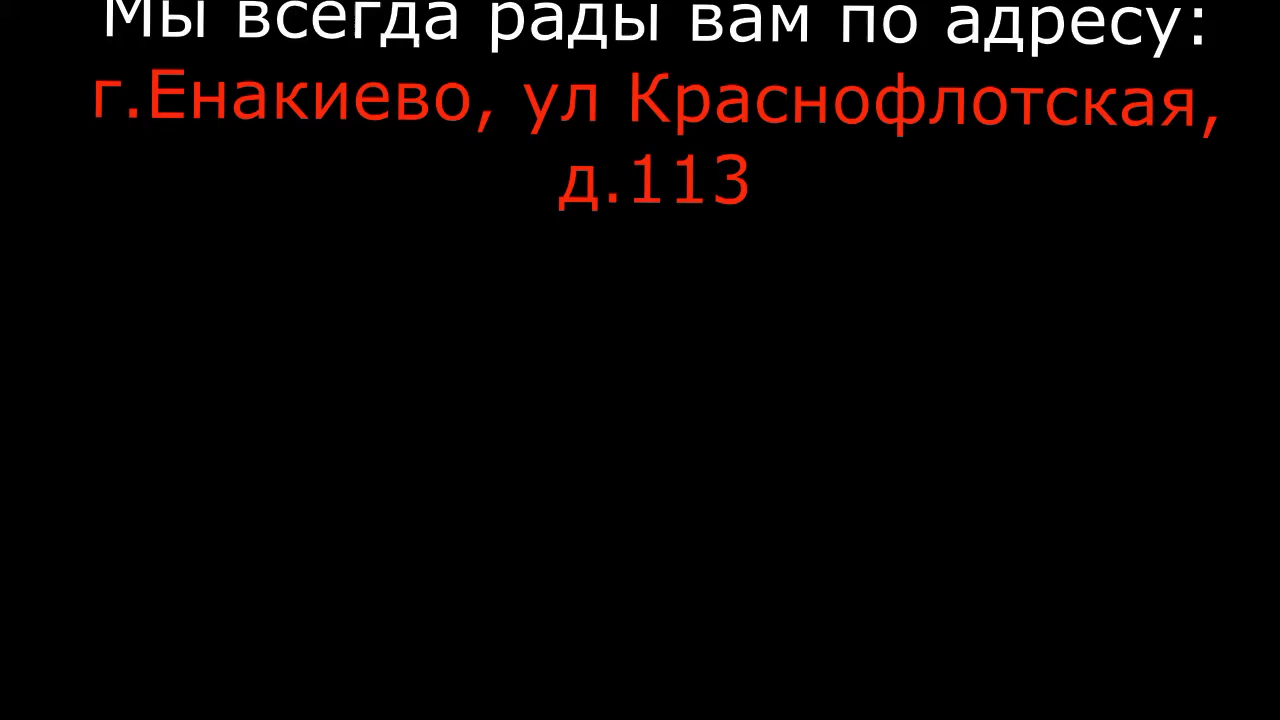 Мы всегда рады вам по адресу:
г.Енакиево, ул Краснофлотская,
д.113